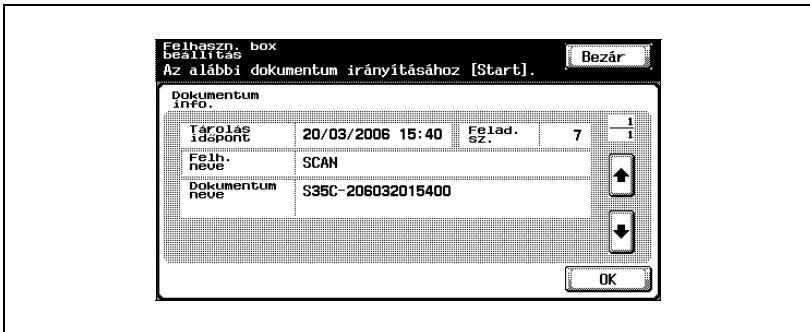 Felhaszn. box
beállítás
Bezár
Az alábbi dokumentum irányításához [Start].
Dokumentum
info.
Tárolás
időpont
20/03/2006 15:40
Felad.
sz.
7
1
1
Felh.
neve
SCAN
Dokumentum
neve
S35C-206032015400
OK